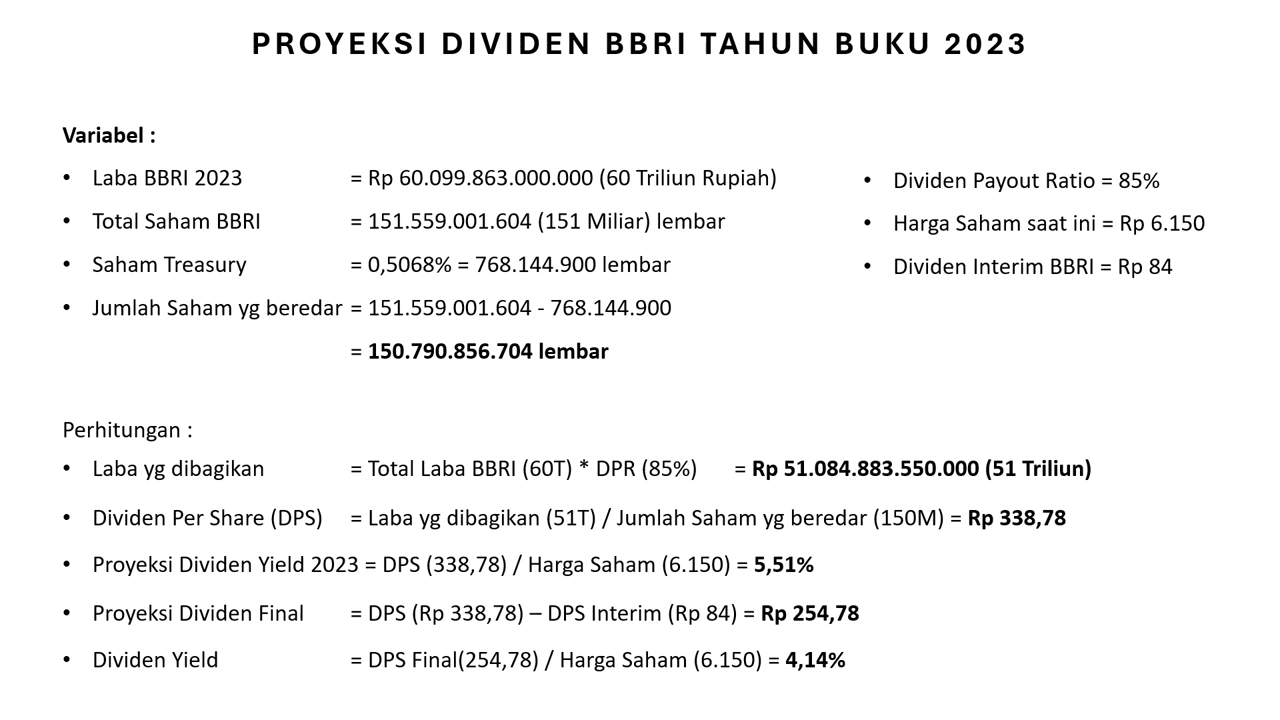 PROYEKSI DIVIDEN BBRI TAHUN BUKU 2023
Variabel :
• Laba BBRI 2023 = Rp 60.099.863.000.000 (60 Triliun Rupiah)
• Total Saham BBRI = 151.559.001.604 (151 Miliar) lembar
• Saham Treasury = 0,5068% = 768.144.900 lembar
• Jumlah Saham yg beredar = 151.559.001.604 - 768.144.900
= 150.790.856.704 lembar
• Dividen Payout Ratio = 85%
• Harga Saham saat ini = Rp 6.150
• Dividen Interim BBRI = Rp 84
Perhitungan :
• Laba yg dibagikan = Total Laba BBRI (60T) * DPR (85%) = Rp 51.084.883.550.000 (51 Triliun)
• Dividen Per Share (DPS) = Laba yg dibagikan (51T) / Jumlah Saham yg beredar (150M) = Rp 338,78
• Proyeksi Dividen Yield 2023 = DPS (338,78) / Harga Saham (6.150) = 5,51%
• Proyeksi Dividen Final = DPS (Rp 338,78) – DPS Interim (Rp 84) = Rp 254,78
• Dividen Yield = DPS Final(254,78) / Harga Saham (6.150) = 4,14%